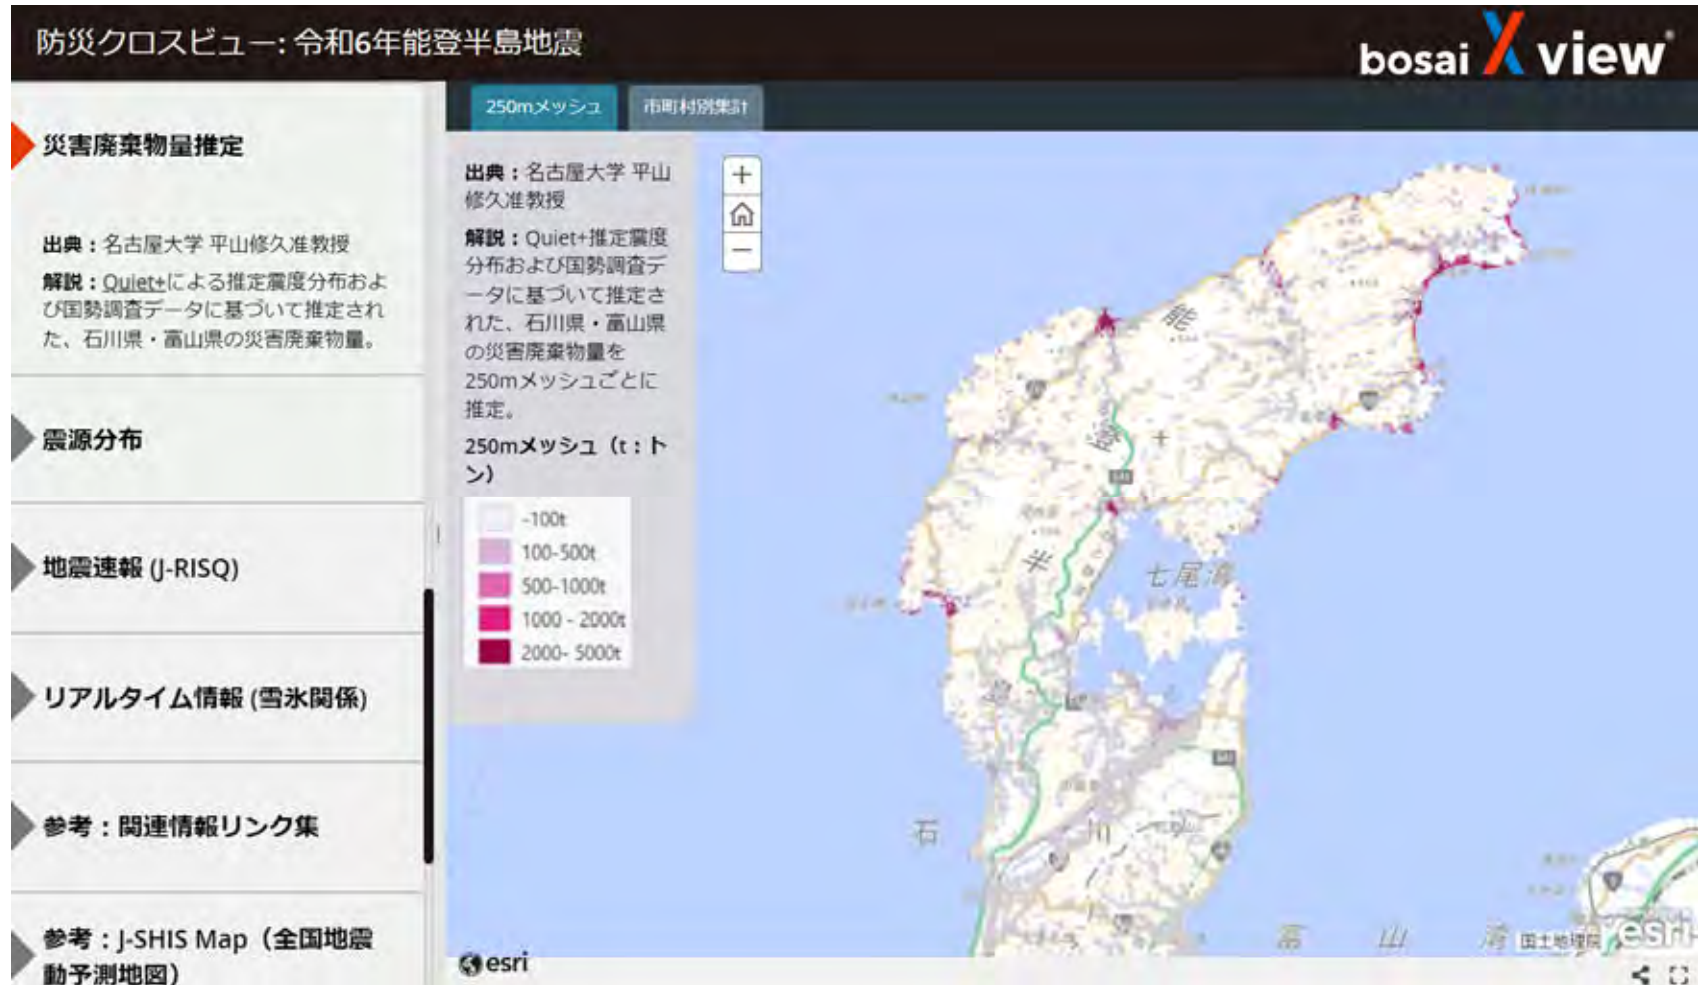 防災クロスビュー: 令和6年能登半島地震
bosai X view
災害廃棄物量推定
出典：名古屋大学 平山修久准教授
解説：Quiet+による推定震度分布およ
び国勢調査データに基づいて推定され
た、石川県・富山県の災害廃棄物量。
震源分布
地震速報 (J-RISQ)
リアルタイム情報 (雪氷関係)
参考：関連情報リンク集
参考：J-SHIS Map（全国地震
動予測地図）
250mメッシュ
市町村別集計
出典：名古屋大学 平山
修久准教授
解説：Quiet+推定震度
分布および国勢調査デ
ータに基づいて推定さ
れた、石川県・富山県
の災害廃棄物量を
250mメッシュごとに
推定。
250mメッシュ（t：ト
ン）
-100t
100-500t
500-1000t
1000 - 2000t
2000- 5000t
+
−
能
登
半
島
七尾湾
石
川
富 山 湾
国土地理院
esri
esri